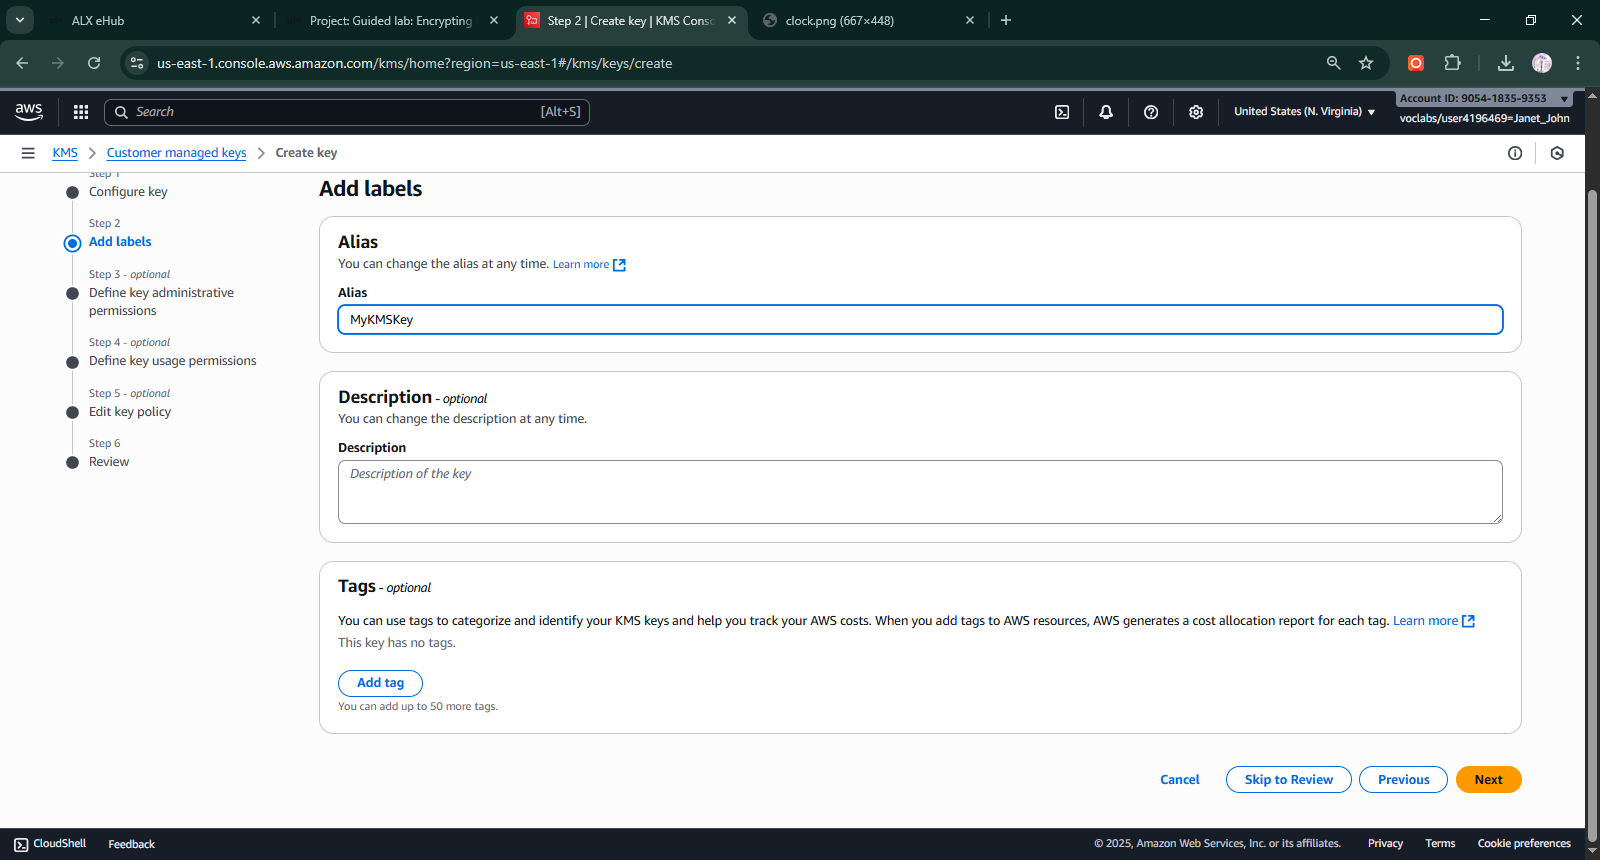 ALX eHub
Project: Guided lab: Encrypting
Step 2 | Create key | KMS Conso
clock.png (667×448)
us-east-1.console.aws.amazon.com/kms/home?region=us-east-1#/kms/keys/create
aws
Search
[Alt+S]
United States (N. Virginia)
Account ID: 9054-1835-9353
voclabs/user4196469=Janet_John
KMS
Customer managed keys
Create key
Step 1
Configure key
Step 2
Add labels
Step 3 - optional
Define key administrative
permissions
Step 4 - optional
Define key usage permissions
Step 5 - optional
Edit key policy
Step 6
Review
Add labels
Alias
You can change the alias at any time. Learn more
Alias
MyKMSKey
Description - optional
You can change the description at any time.
Description
Description of the key
Tags - optional
You can use tags to categorize and identify your KMS keys and help you track your AWS costs. When you add tags to AWS resources, AWS generates a cost allocation report for each tag. Learn more
This key has no tags.
Add tag
You can add up to 50 more tags.
Cancel
Skip to Review
Previous
Next
CloudShell
Feedback
© 2025, Amazon Web Services, Inc. or its affiliates.
Privacy
Terms
Cookie preferences